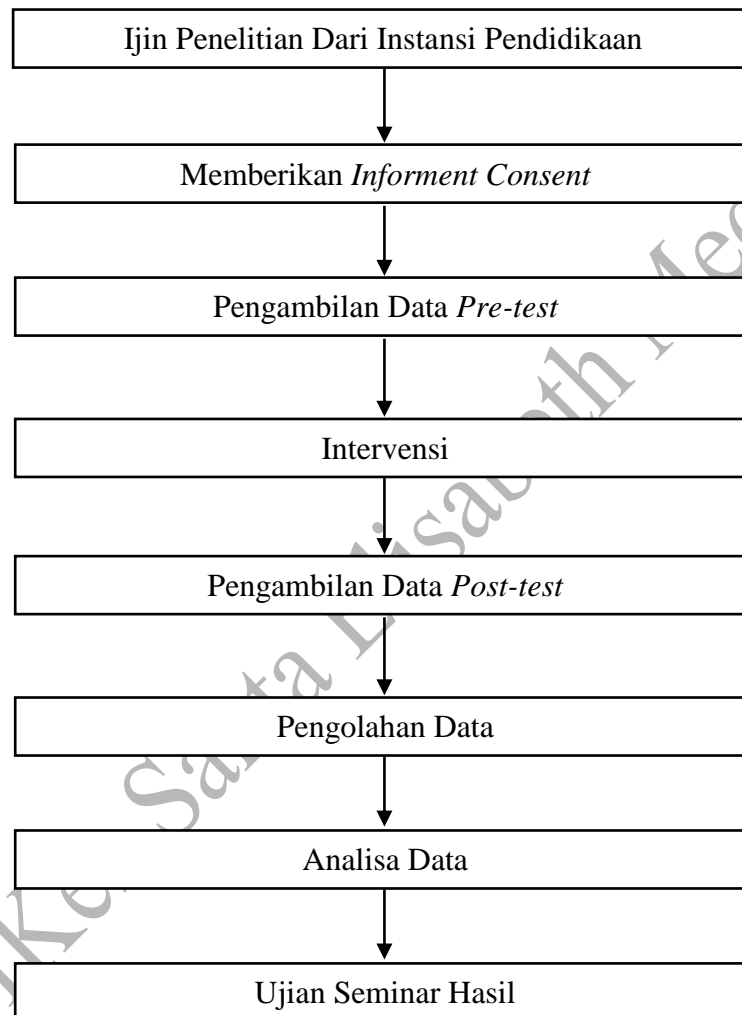 Ijin Penelitian Dari Instansi Pendidikaan
Memberikan Informent Consent
Pengambilan Data Pre-test
Intervensi
Pengambilan Data Post-test
Pengolahan Data
Analisa Data
Ujian Seminar Hasil